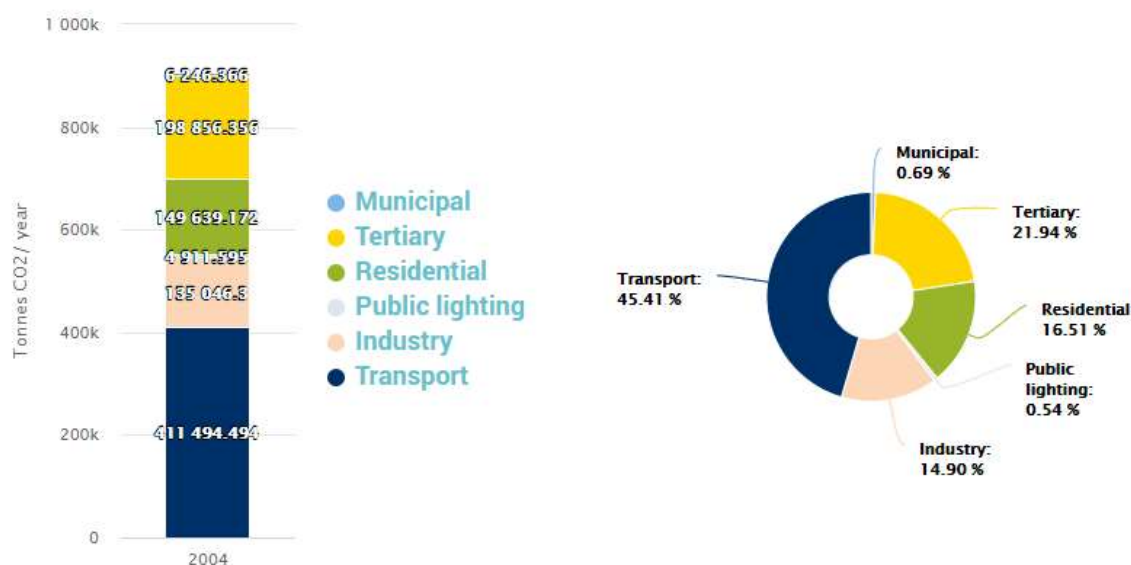 1 000k
800k
600k
400k
200k
0
Tonnes CO2/ year
6 246.366
198 856.356
149 639.172
4 911.595
135 046.3
411 494.494
2004
Municipal
Tertiary
Residential
Public lighting
Industry
Transport
Municipal:
0.69 %
Tertiary:
21.94 %
Residential
16.51 %
Public
lighting:
0.54 %
Industry:
14.90 %
Transport:
45.41 %